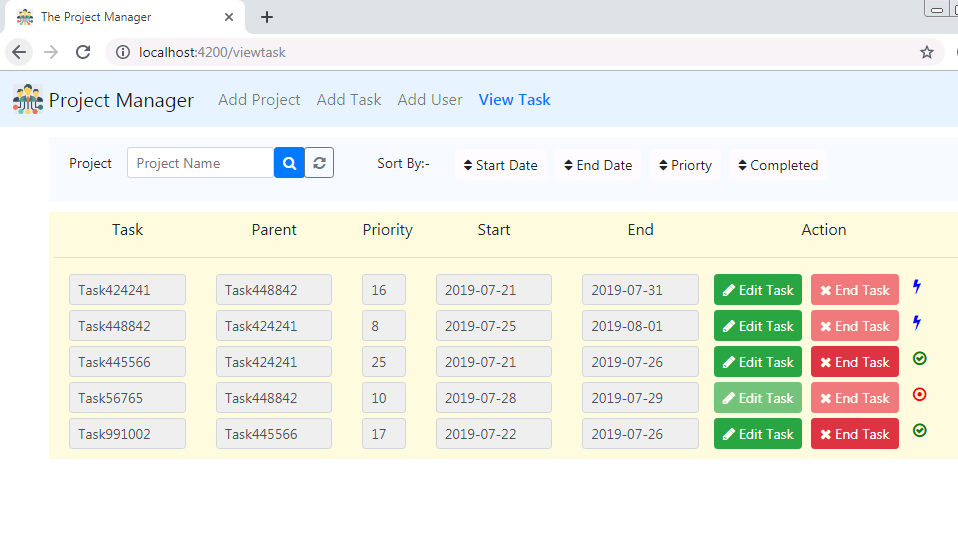 The Project Manager
localhost:4200/viewtask
Project Manager Add Project Add Task Add User View Task
Project Project Name Sort By:- Start Date End Date Priorty Completed
Task Parent Priority Start End Action
Task424241 Task448842 16 2019-07-21 2019-07-31 Edit Task End Task
Task448842 Task424241 8 2019-07-25 2019-08-01 Edit Task End Task
Task445566 Task424241 25 2019-07-21 2019-07-26 Edit Task End Task
Task56765 Task448842 10 2019-07-28 2019-07-29 Edit Task End Task
Task991002 Task445566 17 2019-07-22 2019-07-26 Edit Task End Task